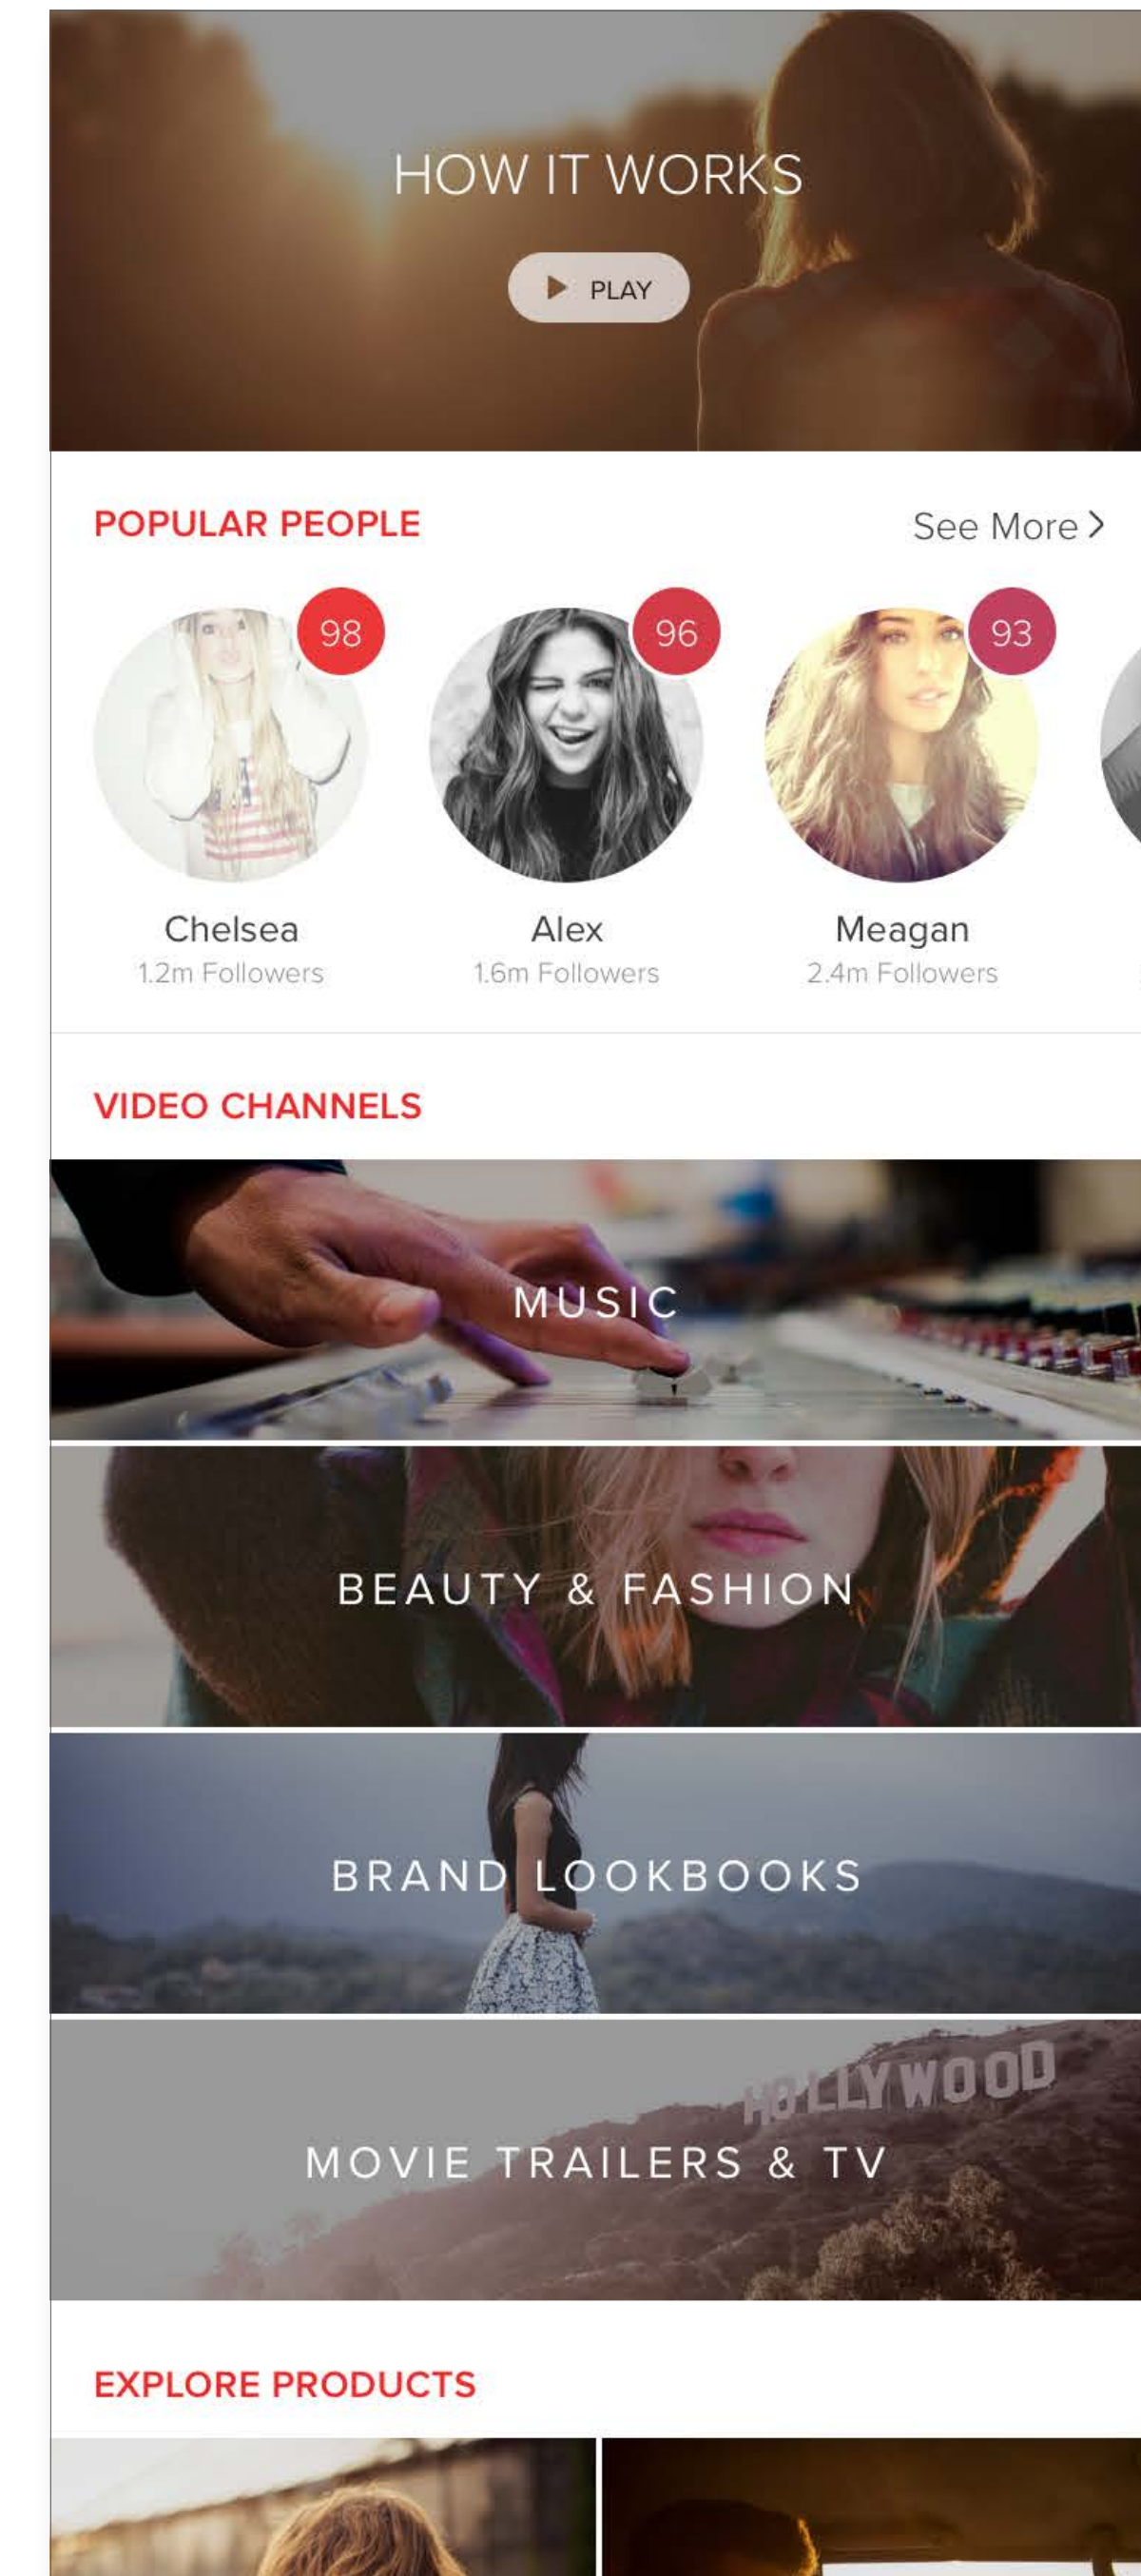 HOW IT WORKS
PLAY
POPULAR PEOPLE
See More
98
96
93
Chelsea
Alex
Meagan
1.2m Followers
1.6m Followers
2.4m Followers
VIDEO CHANNELS
MUSIC
BEAUTY & FASHION
BRAND LOOKBOOKS
HOLLYWOOD
MOVIE TRAILERS & TV
EXPLORE PRODUCTS